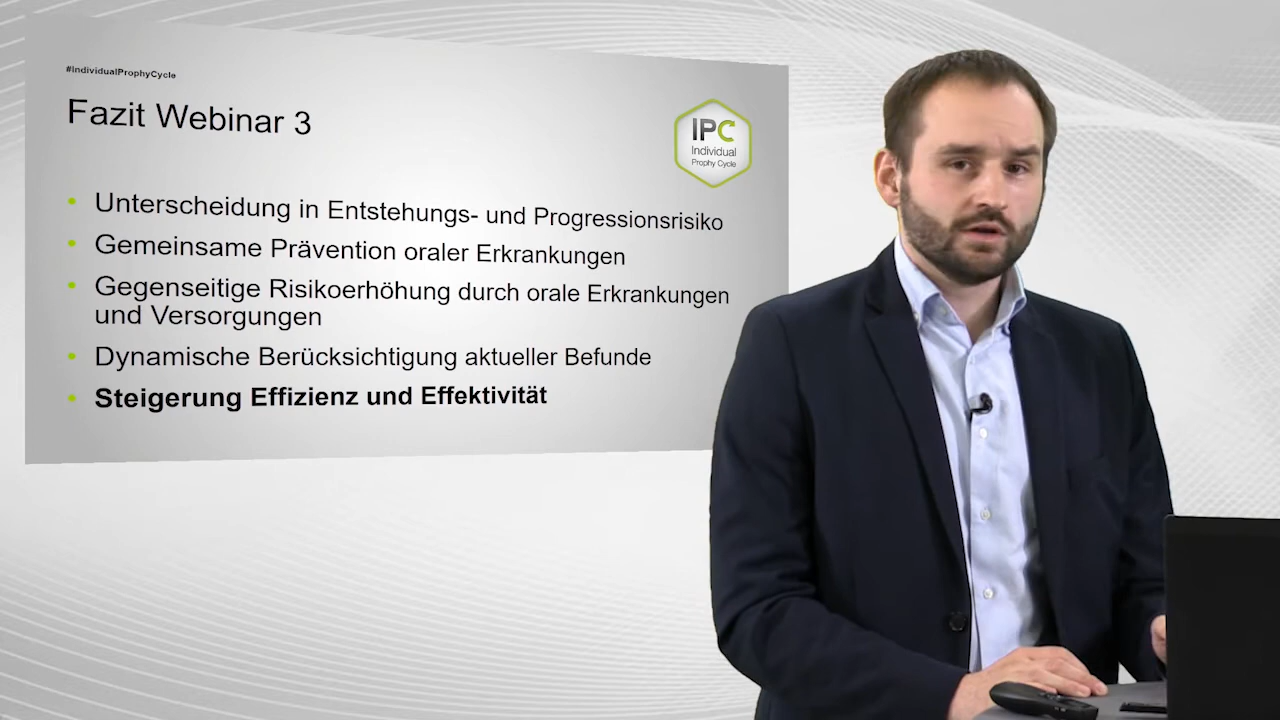 #IndividualProphyCycle
Fazit Webinar 3
IPC
Individual
Prophy Cycle
Unterscheidung in Entstehungs- und Progressionsrisiko
Gemeinsame Prävention oraler Erkrankungen
Gegenseitige Risikoerhöhung durch orale Erkrankungen
und Versorgungen
Dynamische Berücksichtigung aktueller Befunde
Steigerung Effizienz und Effektivität